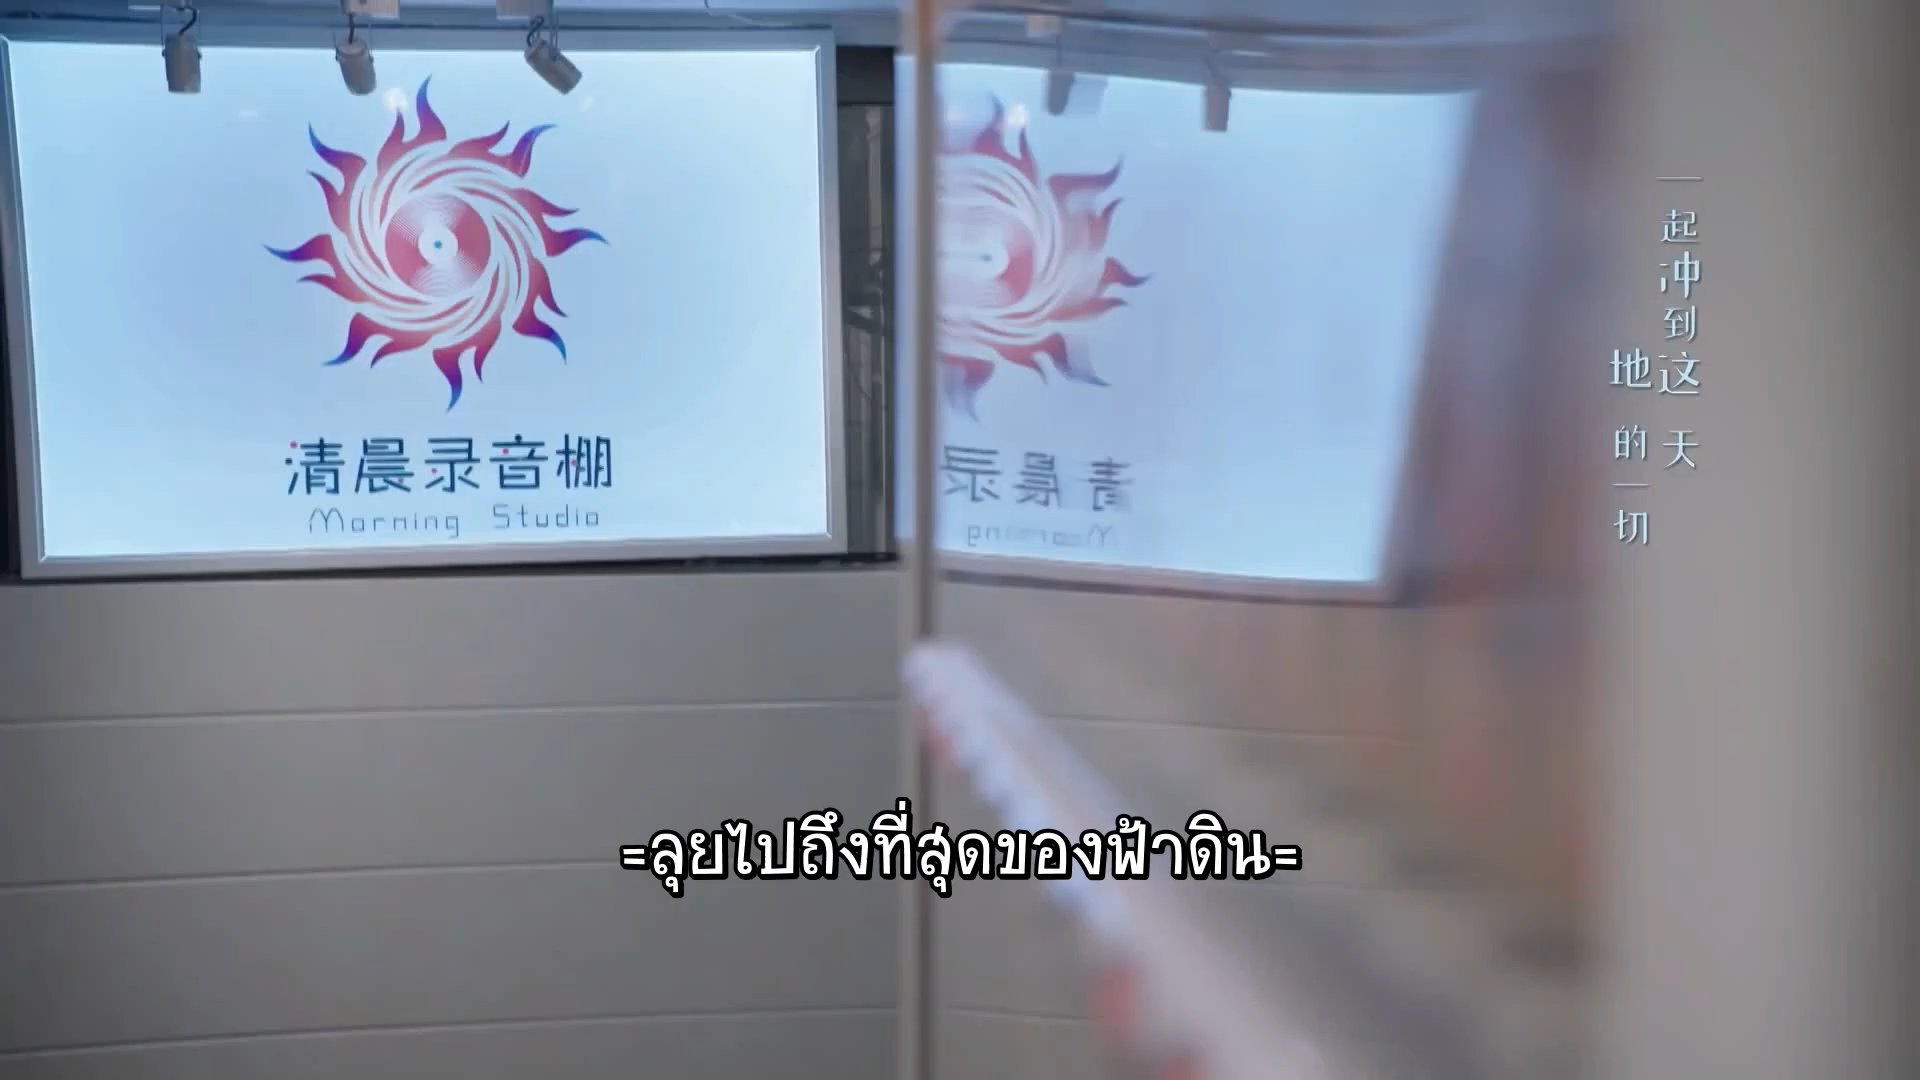 清晨录音棚
Morning Studio
一起冲到这天
地的一切
=ลุยไปถึงที่สุดของฟ้าดิน=